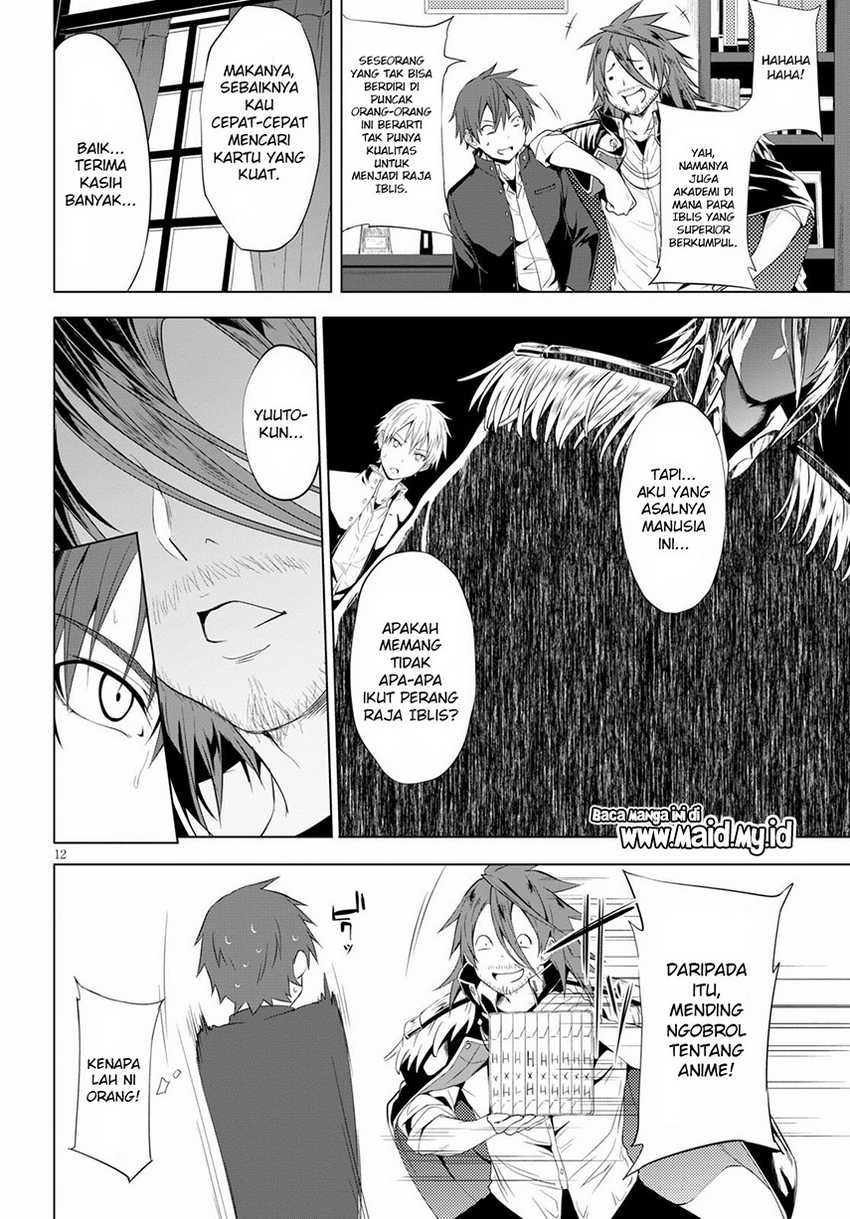 HAHAHA
HAHA!
YAH,
NAMANYA
JUGA
AKADEMI DI
MANA PARA
IBLIS YANG
SUPERIOR
BERKUMPUL.
SESEORANG
YANG TAK BISA
BERDIRI DI
PUNCAK
ORANG-ORANG
INI BERARTI
TAK PUNYA
KUALITAS
UNTUK
MENJADI RAJA
IBLIS.
MAKANYA,
SEBAIKNYA
KAU
CEPAT-CEPAT
MENCARI
KARTU YANG
KUAT.
BAIK...
TERIMA
KASIH
BANYAK...
TAPI...
AKU YANG
ASALNYA
MANUSIA
INI...
APAKAH
MEMANG
TIDAK
APA-APA
IKUT PERANG
RAJA IBLIS?
YUUTO-
KUN...
Baca manga ini di
www.Maid.My.id
12
DARIPADA
ITU,
MENDING
NGOBROL
TENTANG
ANIME!
ビクッ
KENAPA
LAH NI
ORANG!